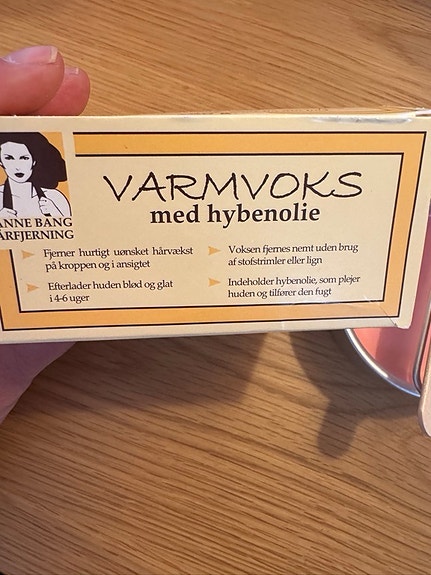 VARMVOKS
med hybenolie
ANNE BANG
ÅRFJERNING
Fjerner hurtigt uønsket hårvækst
på kroppen og i ansigtet
Efterlader huden blød og glat
i 4-6 uger
Voksen fjernes nemt uden brug
af stofstrimler eller lign
Indeholder hybenolie, som plejer
huden og tilfører den fugt